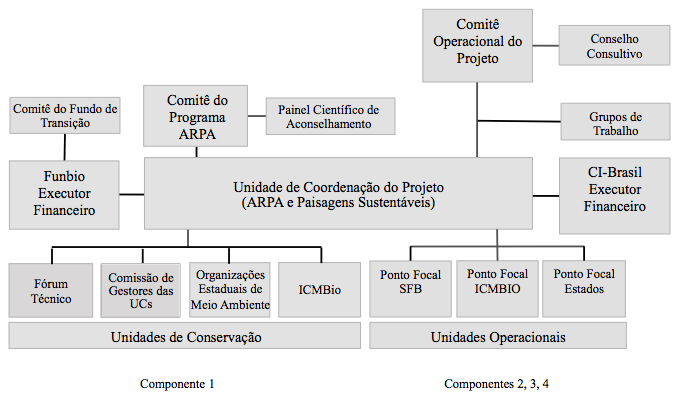 Comitê
Operacional do
Projeto
Conselho
Consultivo
Comitê do Fundo de
Transição
Comitê do
Programa
ARPA
Painel Científico de
Aconselhamento
Grupos de
Trabalho
Funbio
Executor
Financeiro
Unidade de Coordenação do Projeto
(ARPA e Paisagens Sustentáveis)
CI-Brasil
Executor
Financeiro
Fórum
Técnico
Comissão de
Gestores das
UCs
Organizações
Estaduais de
Meio Ambiente
ICMBio
Ponto Focal
SFB
Ponto Focal
ICMBIO
Ponto Focal
Estados
Unidades de Conservação
Unidades Operacionais
Componente 1
Componentes 2, 3, 4